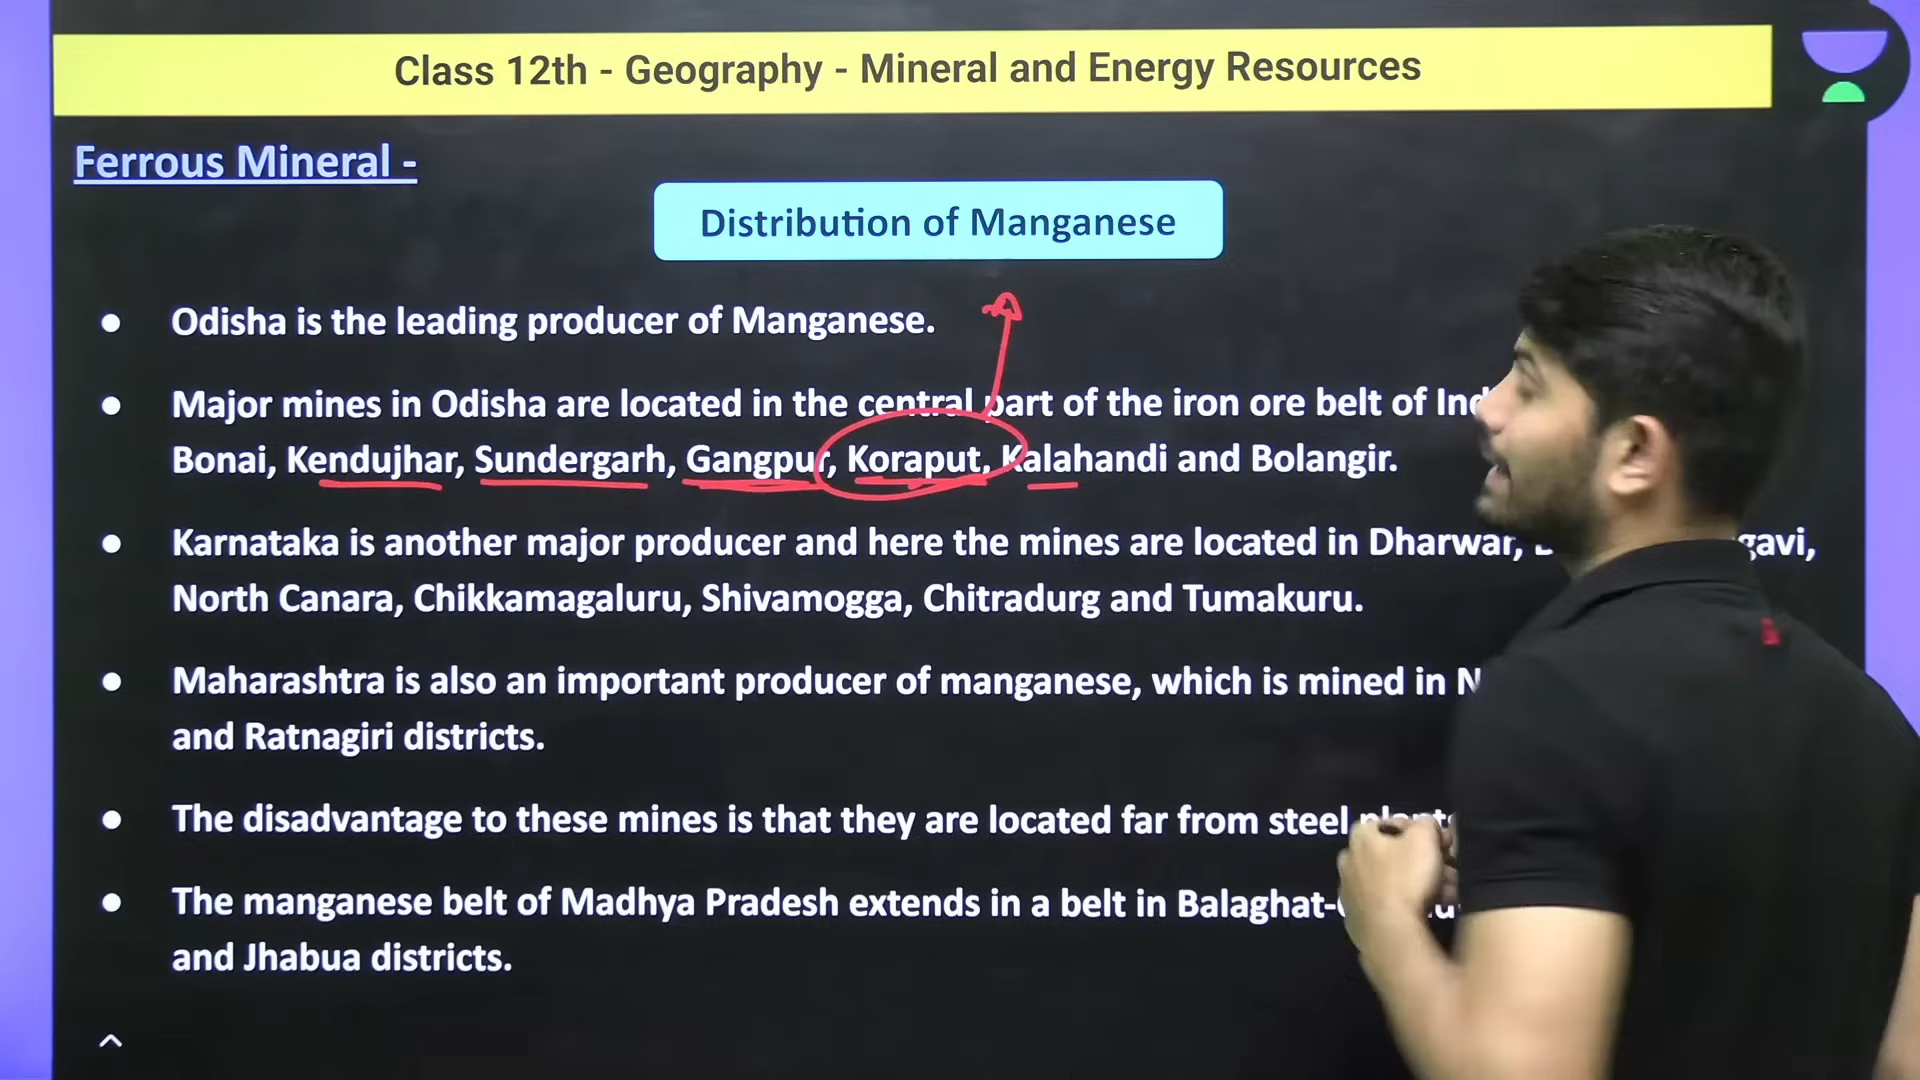 Class 12th - Geography - Mineral and Energy Resources
Ferrous Mineral -
Distribution of Manganese
● Odisha is the leading producer of Manganese.
● Major mines in Odisha are located in the central part of the iron ore belt of
Bonai, Kendujhar, Sundergarh, Gangpur, Koraput, Kalahandi and Bolangir.
● Karnataka is another major producer and here the mines are located in Dharwar,
North Canara, Chikkamagaluru, Shivamogga, Chitradurg and Tumakuru.
● Maharashtra is also an important producer of manganese, which is mined in
and Ratnagiri districts.
● The disadvantage to these mines is that they are located far from steel plants
● The manganese belt of Madhya Pradesh extends in a belt in Balaghat-
and Jhabua districts.